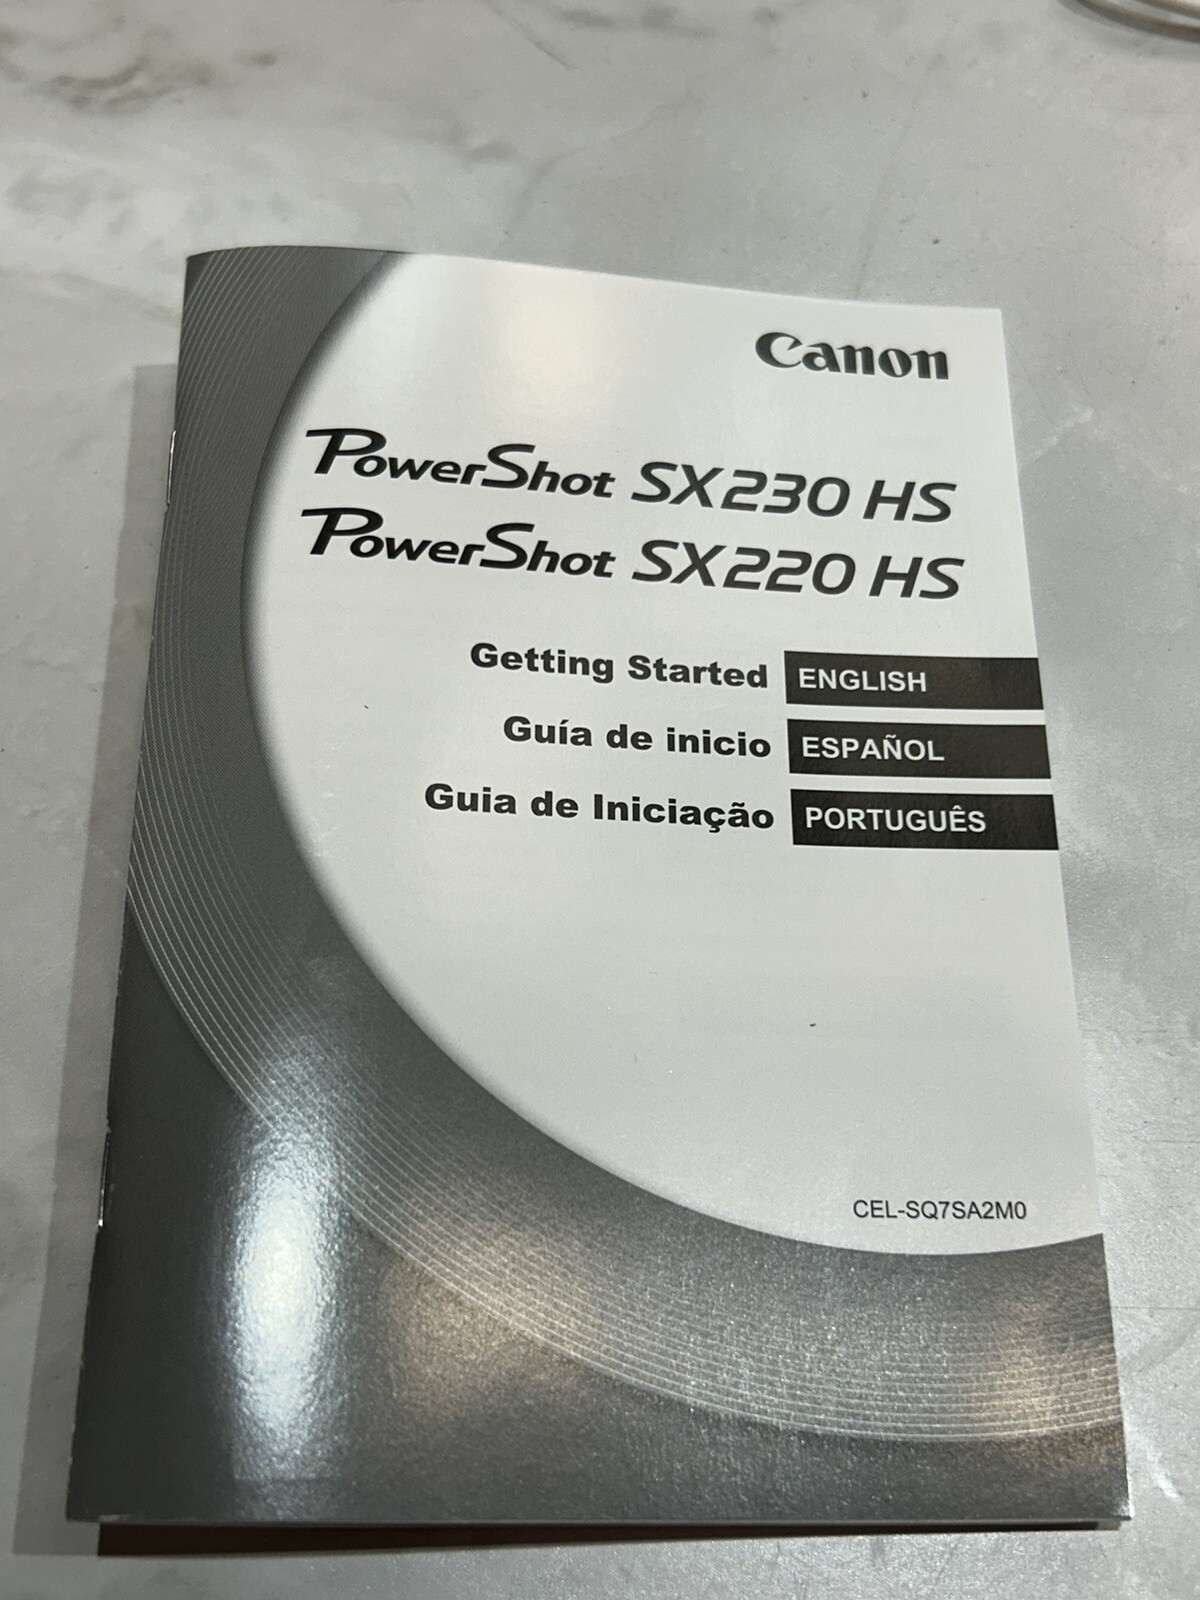 Canon
PowerShot SX230 HS
PowerShot SX220 HS
Getting Started ENGLISH
Guía de inicio ESPAÑOL
Guia de Iniciação PORTUGUÊS
CEL-SQ7SA2M0